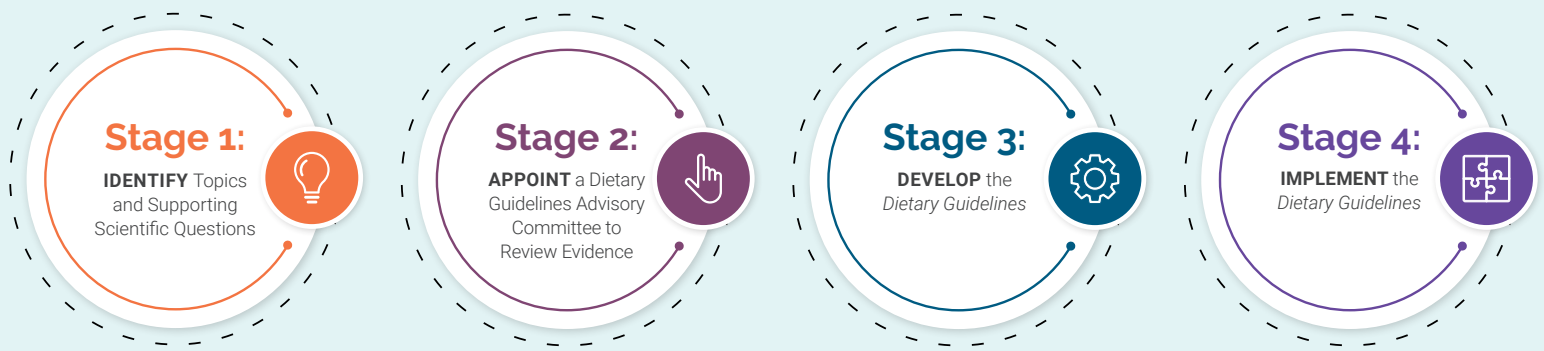 Stage 1:
IDENTIFY Topics
and Supporting
Scientific Questions
Stage 2:
APPOINT a Dietary
Guidelines Advisory
Committee to
Review Evidence
Stage 3:
DEVELOP the
Dietary Guidelines
Stage 4:
IMPLEMENT the
Dietary Guidelines